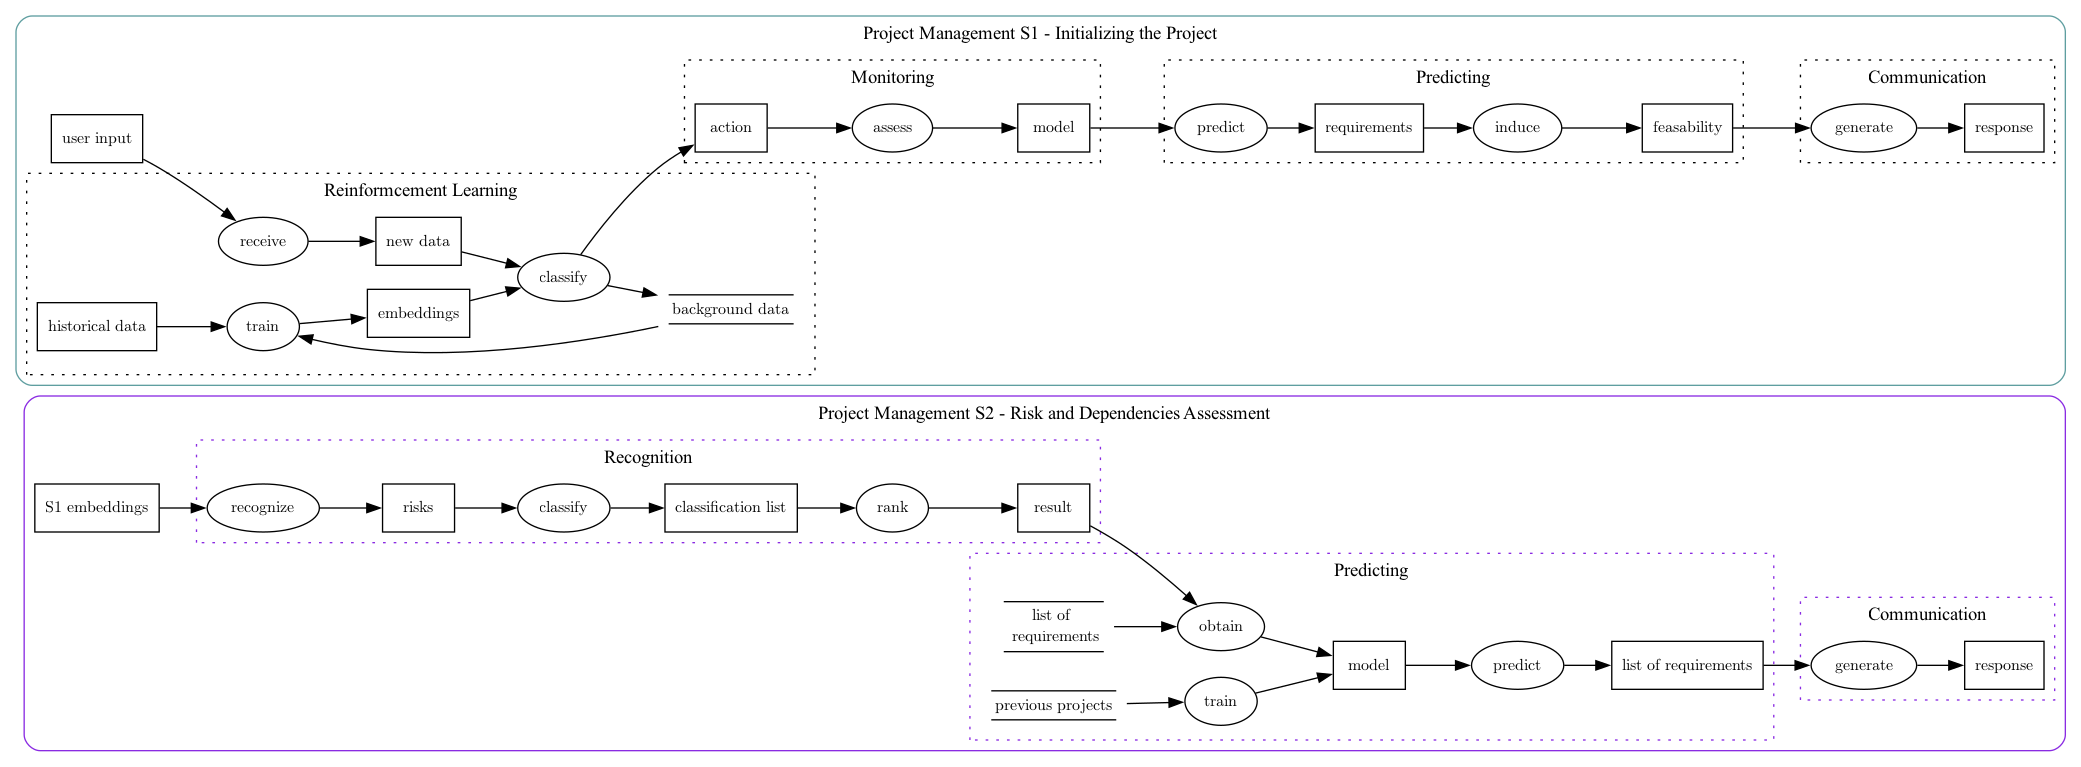 Project Management S1 - Initializing the Project
Monitoring
Predicting
Communication
user input
action
assess
model
predict
requirements
induce
feasability
generate
response
Reinformcement Learning
receive
new data
classify
historical data
train
embeddings
background data
Project Management S2 - Risk and Dependencies Assessment
Recognition
S1 embeddings
recognize
risks
classify
classification list
rank
result
Predicting
list of
requirements
obtain
previous projects
train
model
predict
list of requirements
Communication
generate
response